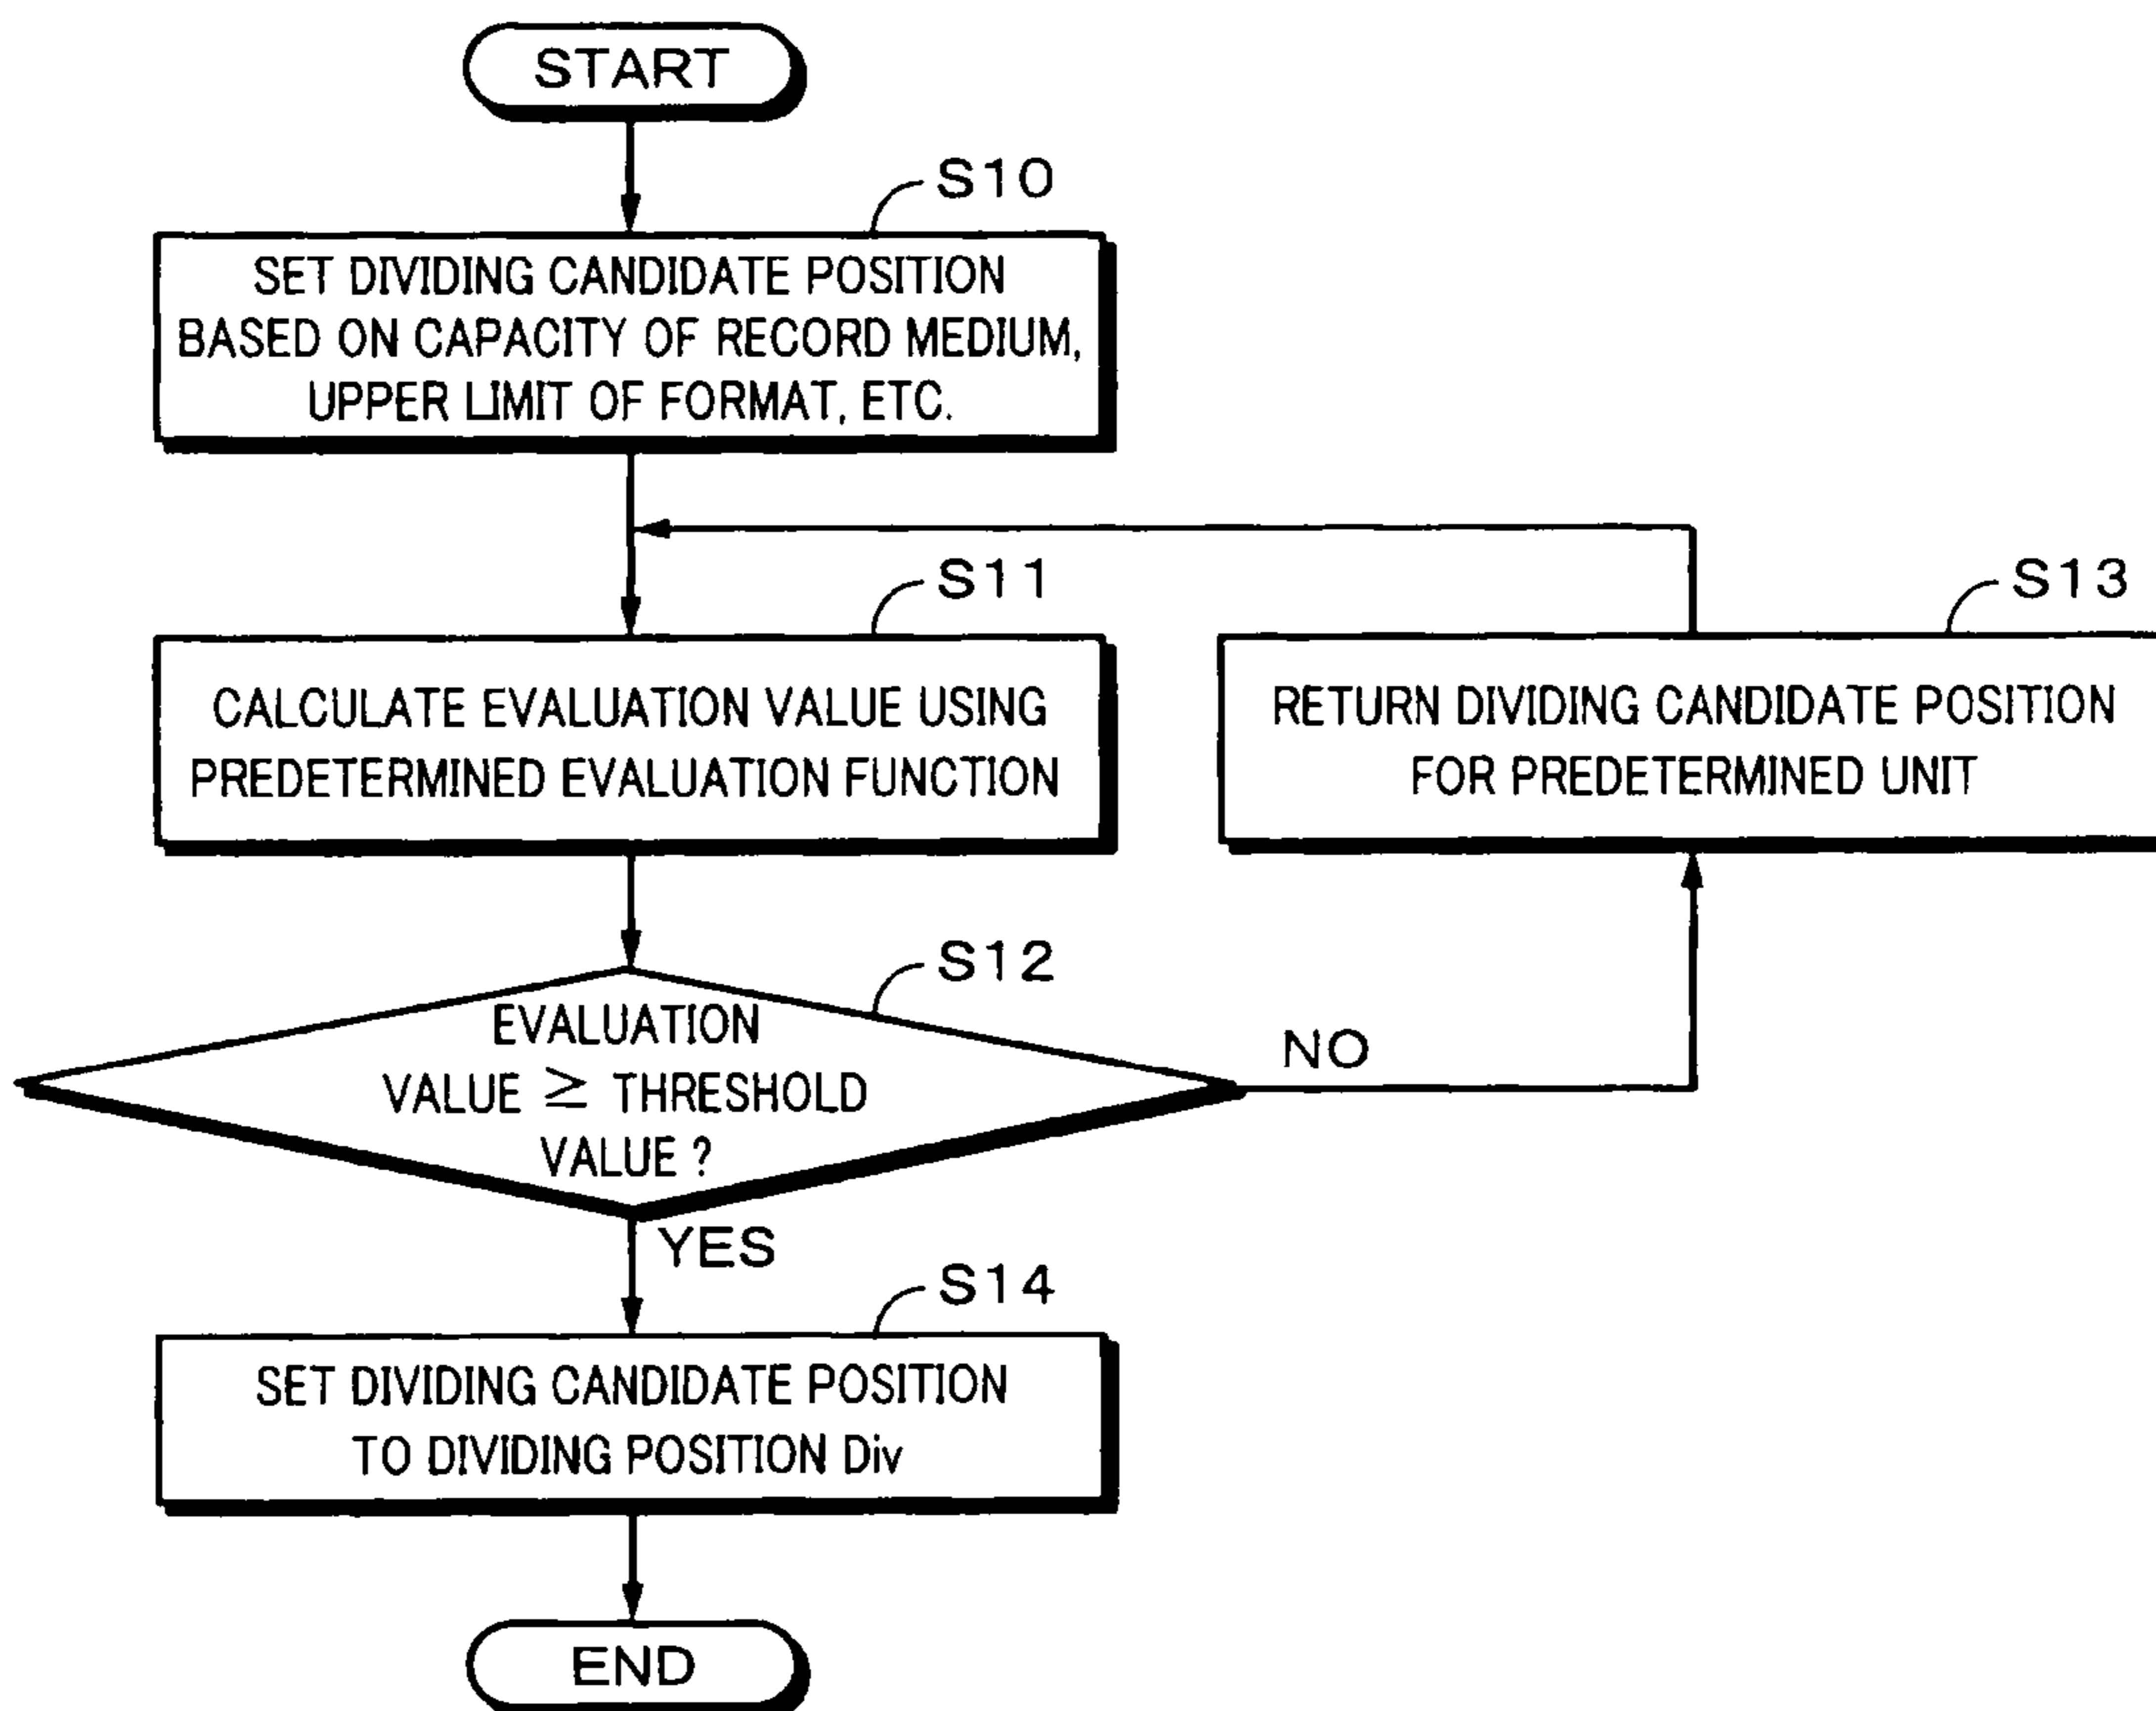 START
S10
SET DIVIDING CANDIDATE POSITION
BASED ON CAPACITY OF RECORD MEDIUM,
UPPER LIMIT OF FORMAT, ETC.
S11
CALCULATE EVALUATION VALUE USING
PREDETERMINED EVALUATION FUNCTION
S13
RETURN DIVIDING CANDIDATE POSITION
FOR PREDETERMINED UNIT
S12
EVALUATION
VALUE ≥ THRESHOLD
VALUE ?
NO
YES
S14
SET DIVIDING CANDIDATE POSITION
TO DIVIDING POSITION Div
END